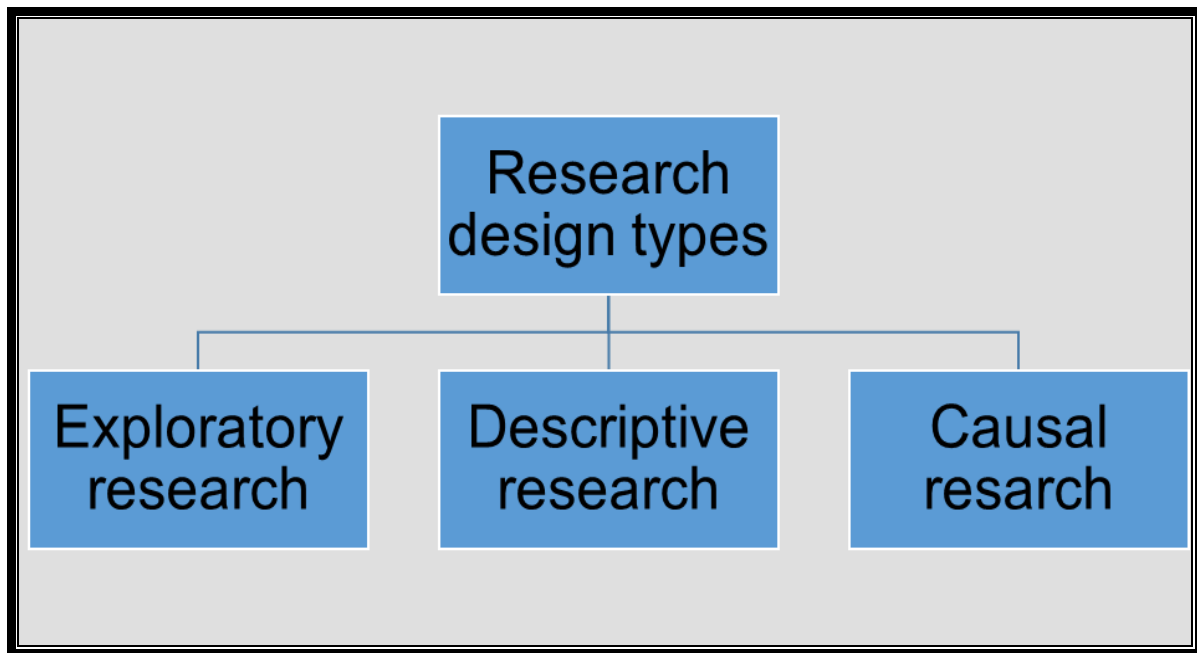 Research
design types
Exploratory
research
Descriptive
research
Causal
resarch